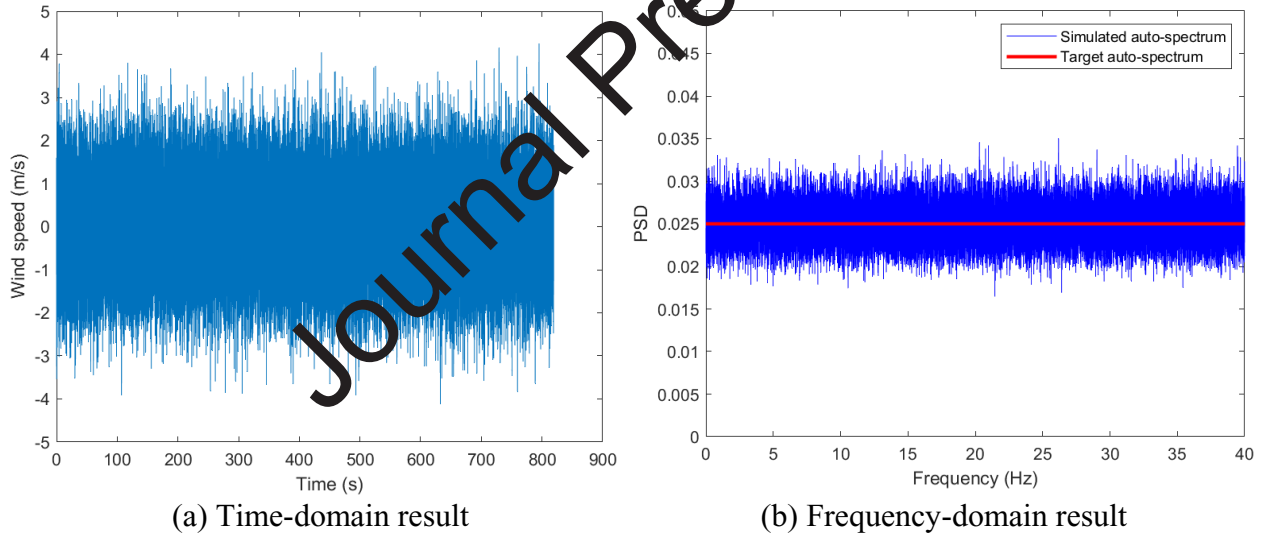 5
4
3
2
1
0
-1
-2
-3
-4
-5
Wind speed (m/s)
0 100 200 300 400 500 600 700 800 900
Time (s)
(a) Time-domain result
Journal Pre
0.045
0.04
0.035
0.03
0.025
0.02
0.015
0.01
0.005
0
PSD
Simulated auto-spectrum
Target auto-spectrum
0 5 10 15 20 25 30 35 40
Frequency (Hz)
(b) Frequency-domain result